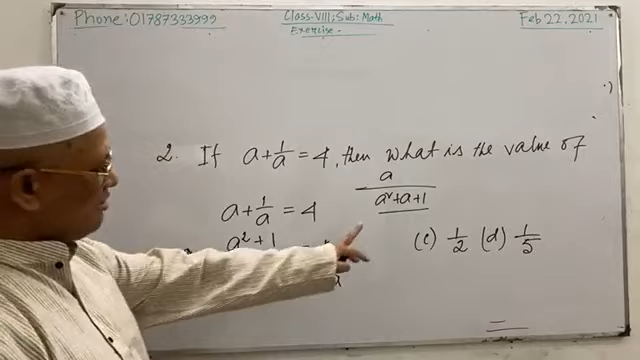 Phone: 01787333999
Class-VIII; Sub: Math
Exercise-
Feb 22, 2021
2. If a + 1/a = 4, then what is the value of
a/(a²+a+1)
a + 1/a = 4
a²+1
(c) 1/2 (d) 1/5